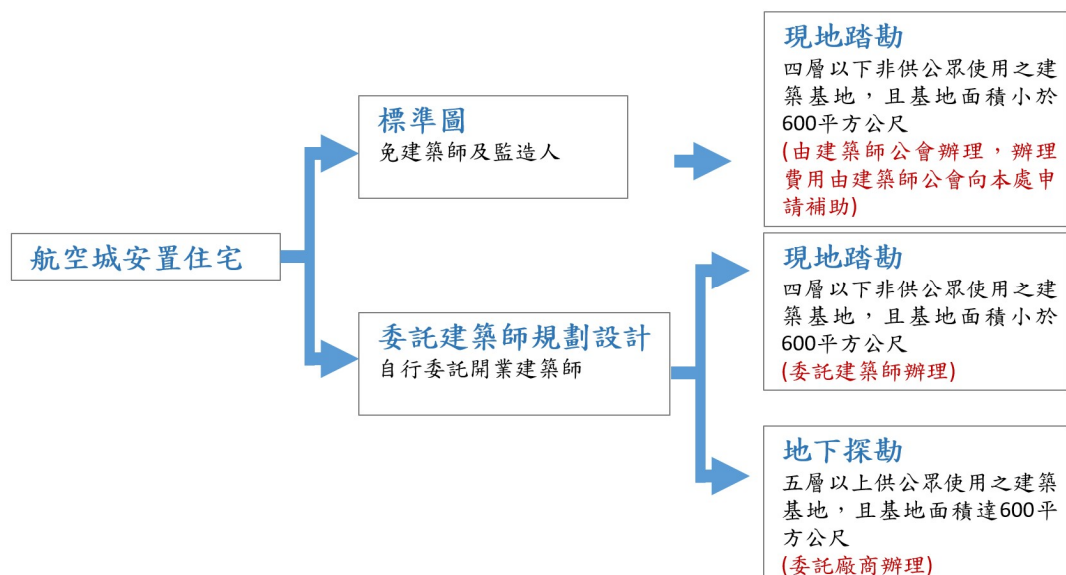 航空城安置住宅
標準圖
免建築師及監造人
委託建築師規劃設計
自行委託開業建築師
現地踏勘
四層以下非供公眾使用之建
築基地，且基地面積小於
600平方公尺
(由建築師公會辦理，辦理
費用由建築師公會向本處申
請補助)
現地踏勘
四層以下非供公眾使用之建
築基地，且基地面積小於
600平方公尺
(委託建築師辦理)
地下探勘
五層以上供公眾使用之建築
基地，且基地面積達600平
方公尺
(委託廠商辦理)